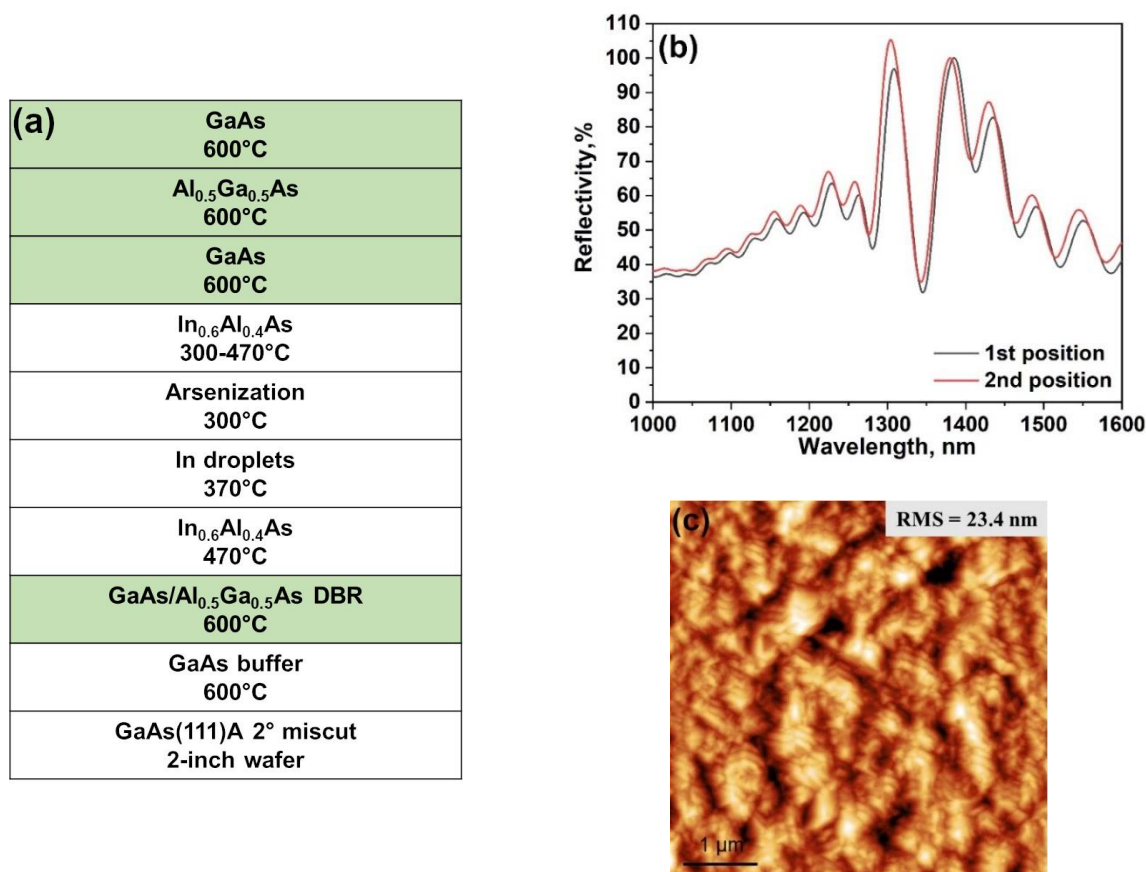 (a)
GaAs
600°C
Al₀.₅Ga₀.₅As
600°C
GaAs
600°C
In₀.₆Al₀.₄As
300-470°C
Arsenization
300°C
In droplets
370°C
In₀.₆Al₀.₄As
470°C
GaAs/Al₀.₅Ga₀.₅As DBR
600°C
GaAs buffer
600°C
GaAs(111)A 2° miscut
2-inch wafer
(b)
Reflectivity,%
110
100
90
80
70
60
50
40
30
20
10
0
1st position
2nd position
1000 1100 1200 1300 1400 1500 1600
Wavelength, nm
(c)
RMS = 23.4 nm
1 µm